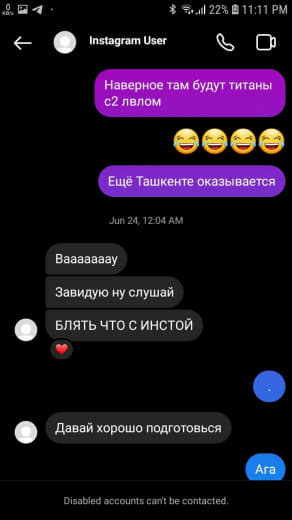 0
KB/s
22%
11:11 PM
Instagram User
Наверное там будут титаны
с2 лвлом
😂😂😂😂
Ещё Ташкенте оказывается
Jun 24, 12:04 AM
Вааааааау
Завидую ну слушай
БЛЯТЬ ЧТО С ИНСТОЙ
❤️
.
Давай хорошо подготовься
Ага
Disabled accounts can't be contacted.